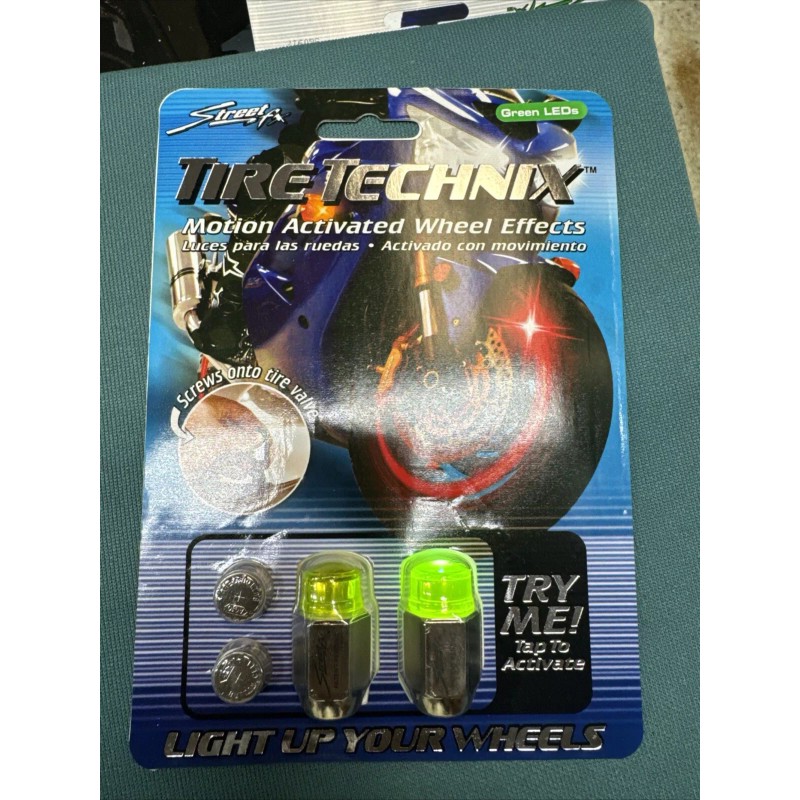 Street FX
Green LEDs
TIRE TECHNIX™
Motion Activated Wheel Effects
Luces para las ruedas • Activado con movimiento
Screws onto tire valve
TRY
ME!
Tap To
Activate
LIGHT UP YOUR WHEELS